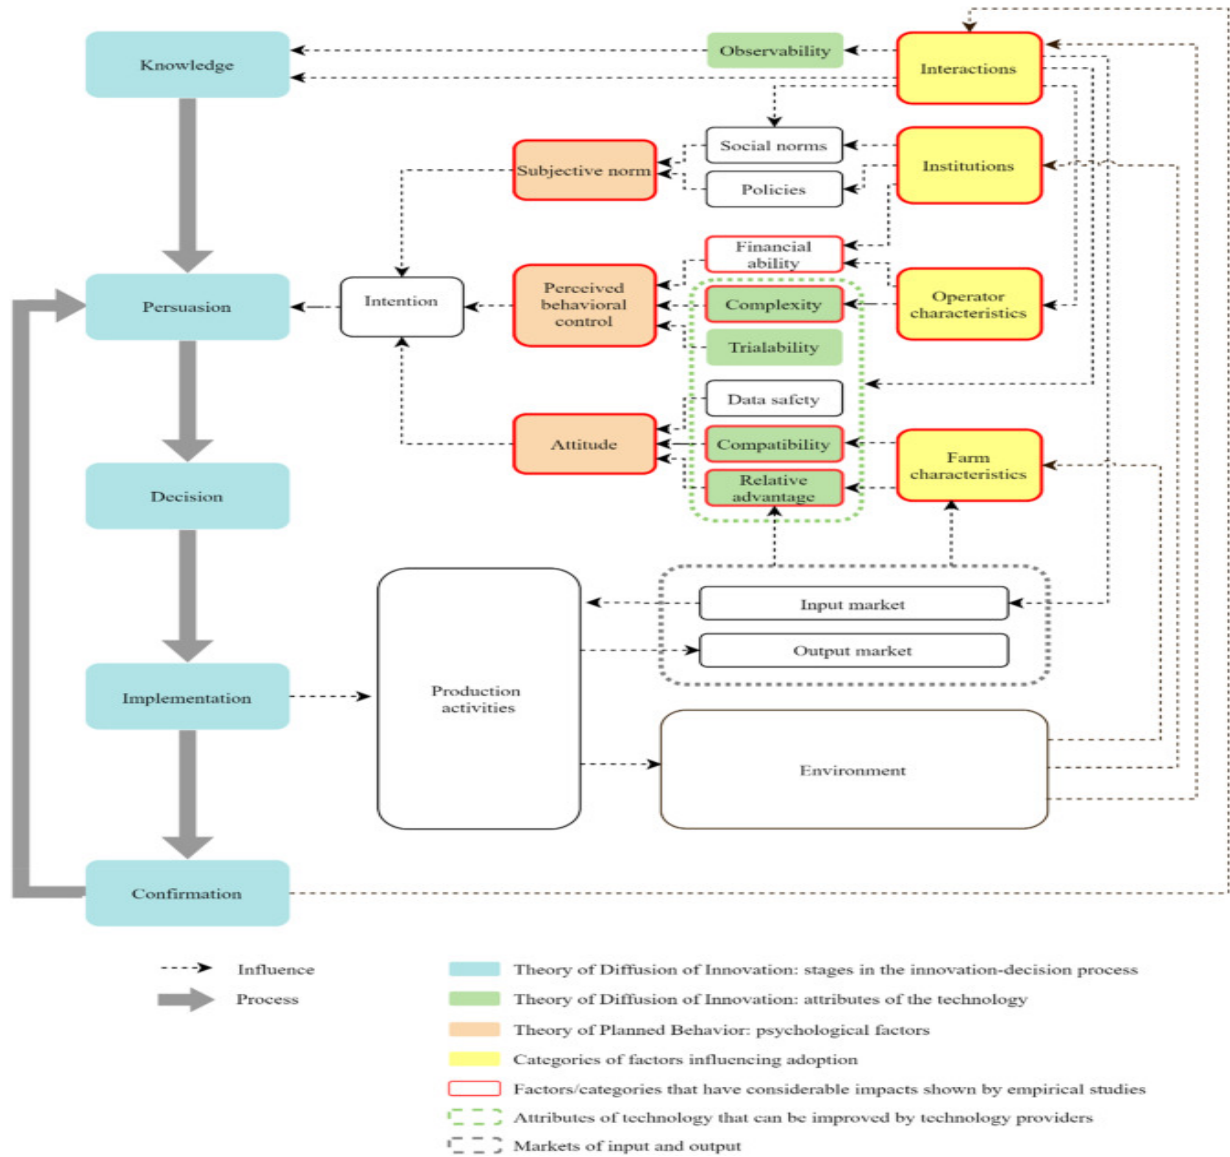 Knowledge
Observability
Interactions
Social norms
Subjective norm
Institutions
Policies
Financial
ability
Persuasion
Intention
Perceived
behavioral
control
Complexity
Operator
characteristics
Trialability
Data safety
Attitude
Compatibility
Farm
characteristics
Relative
advantage
Decision
Input market
Output market
Implementation
Production
activities
Environment
Confirmation
Influence
Process
Theory of Diffusion of Innovation: stages in the innovation-decision process
Theory of Diffusion of Innovation: attributes of the technology
Theory of Planned Behavior: psychological factors
Categories of factors influencing adoption
Factors/categories that have considerable impacts shown by empirical studies
Attributes of technology that can be improved by technology providers
Markets of input and output